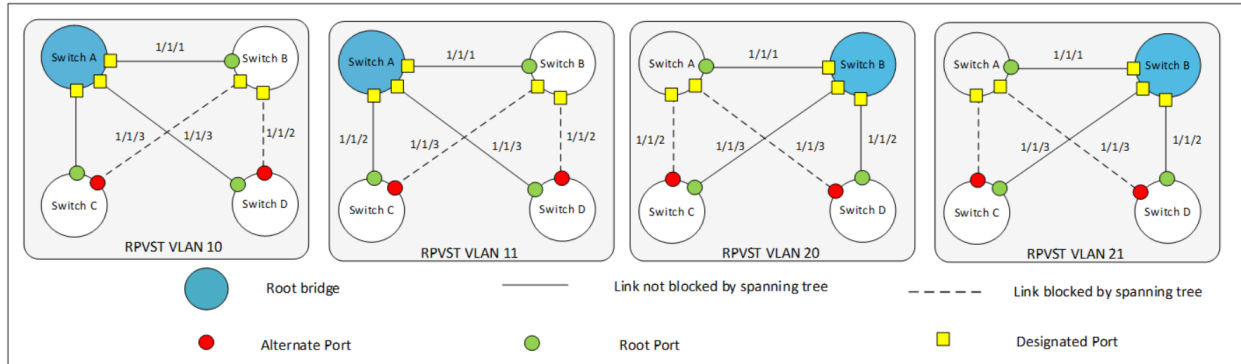 1/1/1
Switch A
Switch B
1/1/3
1/1/3
1/1/2
Switch C
Switch D
RPVST VLAN 10
1/1/1
Switch A
Switch B
1/1/2
1/1/3
1/1/3
1/1/2
Switch C
Switch D
RPVST VLAN 11
1/1/1
Switch A
Switch B
1/1/2
1/1/3
1/1/3
1/1/2
Switch C
Switch D
RPVST VLAN 20
1/1/1
Switch A
Switch B
1/1/3
1/1/3
1/1/2
Switch C
Switch D
RPVST VLAN 21
Root bridge
Link not blocked by spanning tree
Link blocked by spanning tree
Alternate Port
Root Port
Designated Port